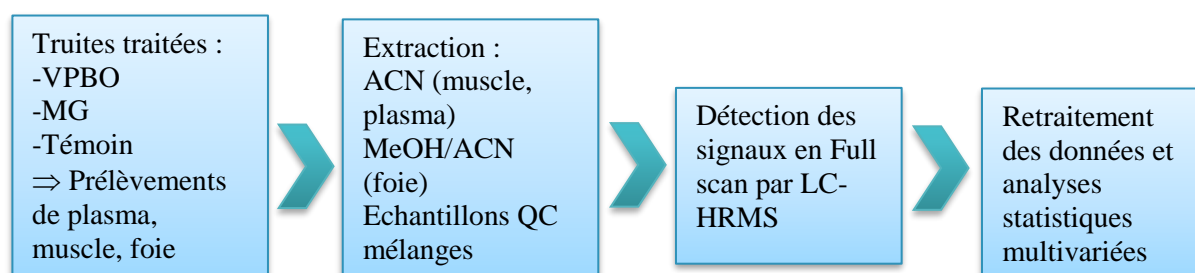 Truites traitées :
-VPBO
-MG
-Témoin
⇒ Prélèvements
de plasma,
muscle, foie
Extraction :
ACN (muscle,
plasma)
MeOH/ACN
(foie)
Echantillons QC
mélanges
Détection des
signaux en Full
scan par LC-
HRMS
Retraitement
des données et
analyses
statistiques
multivariées